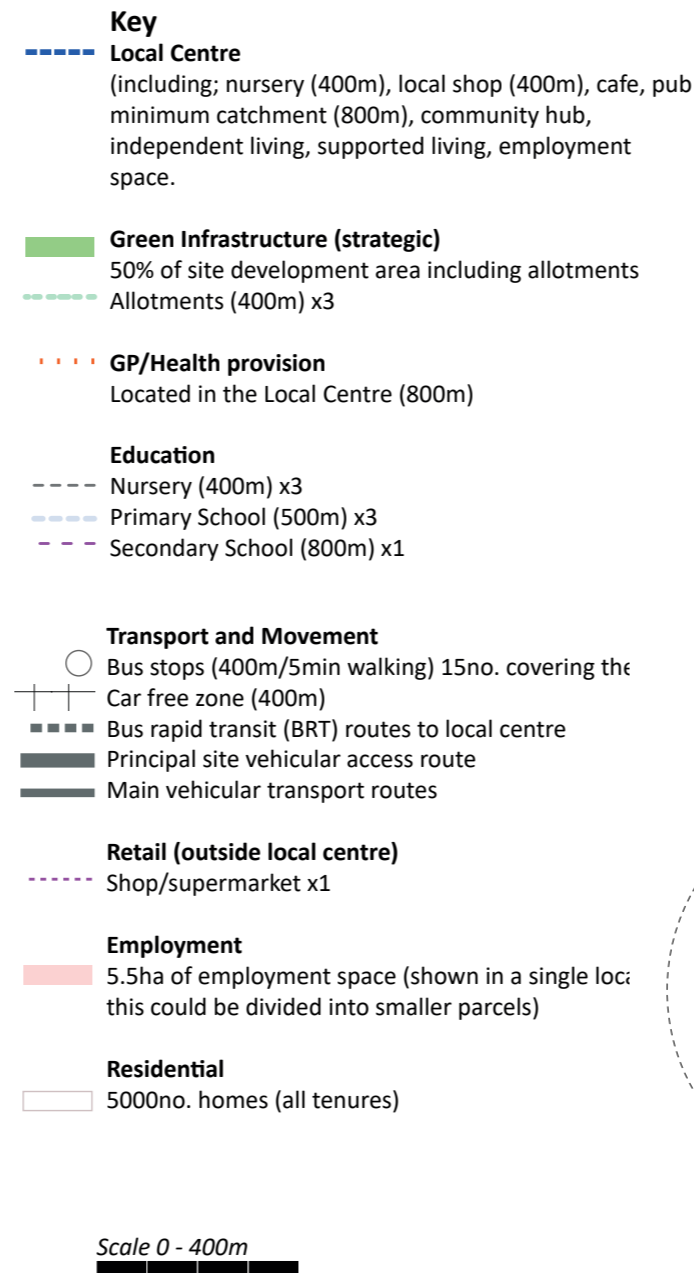 Key
Local Centre
(including; nursery (400m), local shop (400m), cafe, pub
minimum catchment (800m), community hub,
independent living, supported living, employment
space.
Green Infrastructure (strategic)
50% of site development area including allotments
Allotments (400m) x3
GP/Health provision
Located in the Local Centre (800m)
Education
Nursery (400m) x3
Primary School (500m) x3
Secondary School (800m) x1
Transport and Movement
Bus stops (400m/5min walking) 15no. covering the
Car free zone (400m)
Bus rapid transit (BRT) routes to local centre
Principal site vehicular access route
Main vehicular transport routes
Retail (outside local centre)
Shop/supermarket x1
Employment
5.5ha of employment space (shown in a single
this could be divided into smaller parcels)
Residential
5000no. homes (all tenures)
Scale 0 - 400m